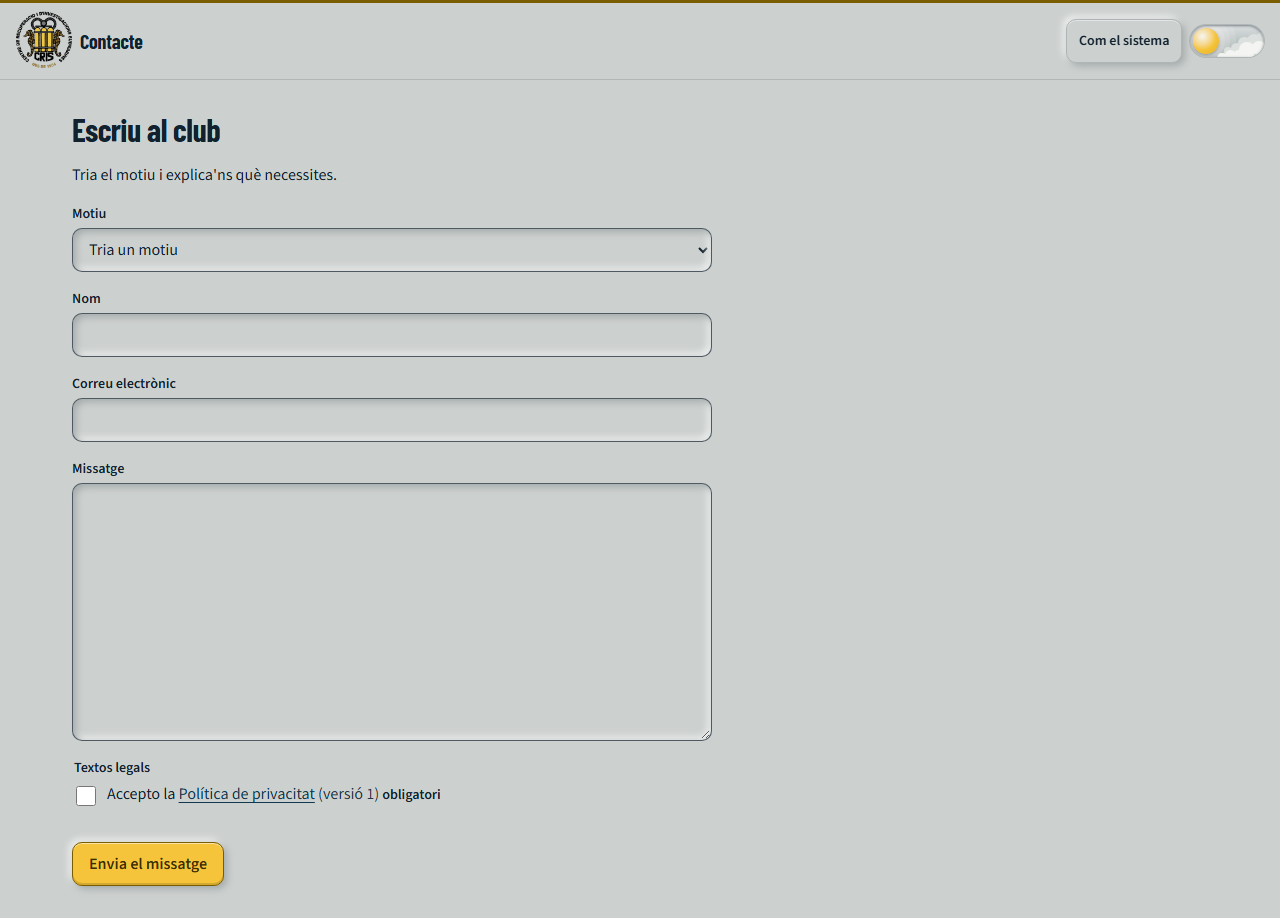 CRIS
Contacte
Com el sistema
Escriu al club
Tria el motiu i explica'ns què necessites.
Motiu
Tria un motiu
Nom
Correu electrònic
Missatge
Textos legals
Accepto la Política de privacitat (versió 1) obligatori
Envia el missatge